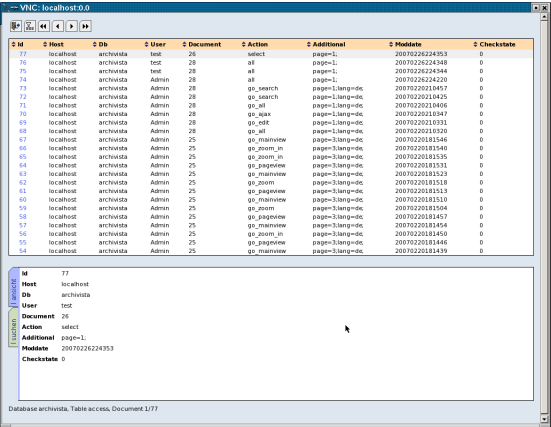 VNC: localhost:0.0
Id Host Db User Document Action Additional Moddate Checkstate
77 localhost archivista test 26 select page=1; 20070226224353 0
76 localhost archivista test 28 all page=1; 20070226224348 0
75 localhost archivista test 28 all page=1; 20070226224344 0
74 localhost archivista Admin 28 all page=1; 20070226224220 0
73 localhost archivista Admin 28 go_search page=1;lang=de; 20070220210457 0
72 localhost archivista Admin 28 go_search page=1;lang=de; 20070220210425 0
71 localhost archivista Admin 28 go_all page=1;lang=de; 20070220210406 0
70 localhost archivista Admin 28 go_ajax page=1;lang=de; 20070220210347 0
69 localhost archivista Admin 28 go_edit page=1;lang=de; 20070220210331 0
68 localhost archivista Admin 28 go_all page=1;lang=de; 20070220210320 0
67 localhost archivista Admin 25 go_mainview page=3;lang=de; 20070220181546 0
66 localhost archivista Admin 25 go_zoom_in page=3;lang=de; 20070220181540 0
65 localhost archivista Admin 25 go_zoom_in page=3;lang=de; 20070220181535 0
64 localhost archivista Admin 25 go_pageview page=3;lang=de; 20070220181531 0
63 localhost archivista Admin 25 go_mainview page=3;lang=de; 20070220181523 0
62 localhost archivista Admin 25 go_zoom page=3;lang=de; 20070220181518 0
61 localhost archivista Admin 25 go_pageview page=3;lang=de; 20070220181513 0
60 localhost archivista Admin 25 go_mainview page=3;lang=de; 20070220181510 0
59 localhost archivista Admin 25 go_zoom page=3;lang=de; 20070220181504 0
58 localhost archivista Admin 25 go_pageview page=3;lang=de; 20070220181457 0
57 localhost archivista Admin 25 go_mainview page=3;lang=de; 20070220181454 0
56 localhost archivista Admin 25 go_zoom_in page=3;lang=de; 20070220181450 0
55 localhost archivista Admin 25 go_pageview page=3;lang=de; 20070220181446 0
54 localhost archivista Admin 25 go_mainview page=3;lang=de; 20070220181439 0
ansicht
suchen
Id 77
Host localhost
Db archivista
User test
Document 26
Action select
Additional page=1;
Moddate 20070226224353
Checkstate 0
Database archivista, Table access, Document 1/77